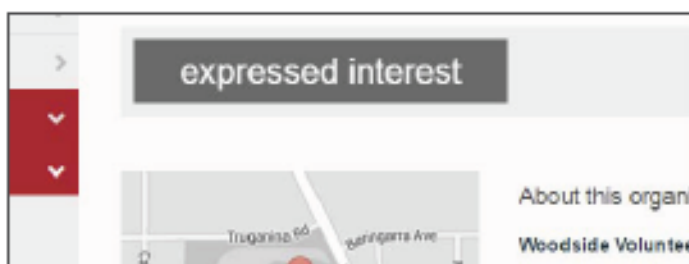 expressed interest
About this organi
Truganina Rd
Beringarra Ave
Woodside Voluntee